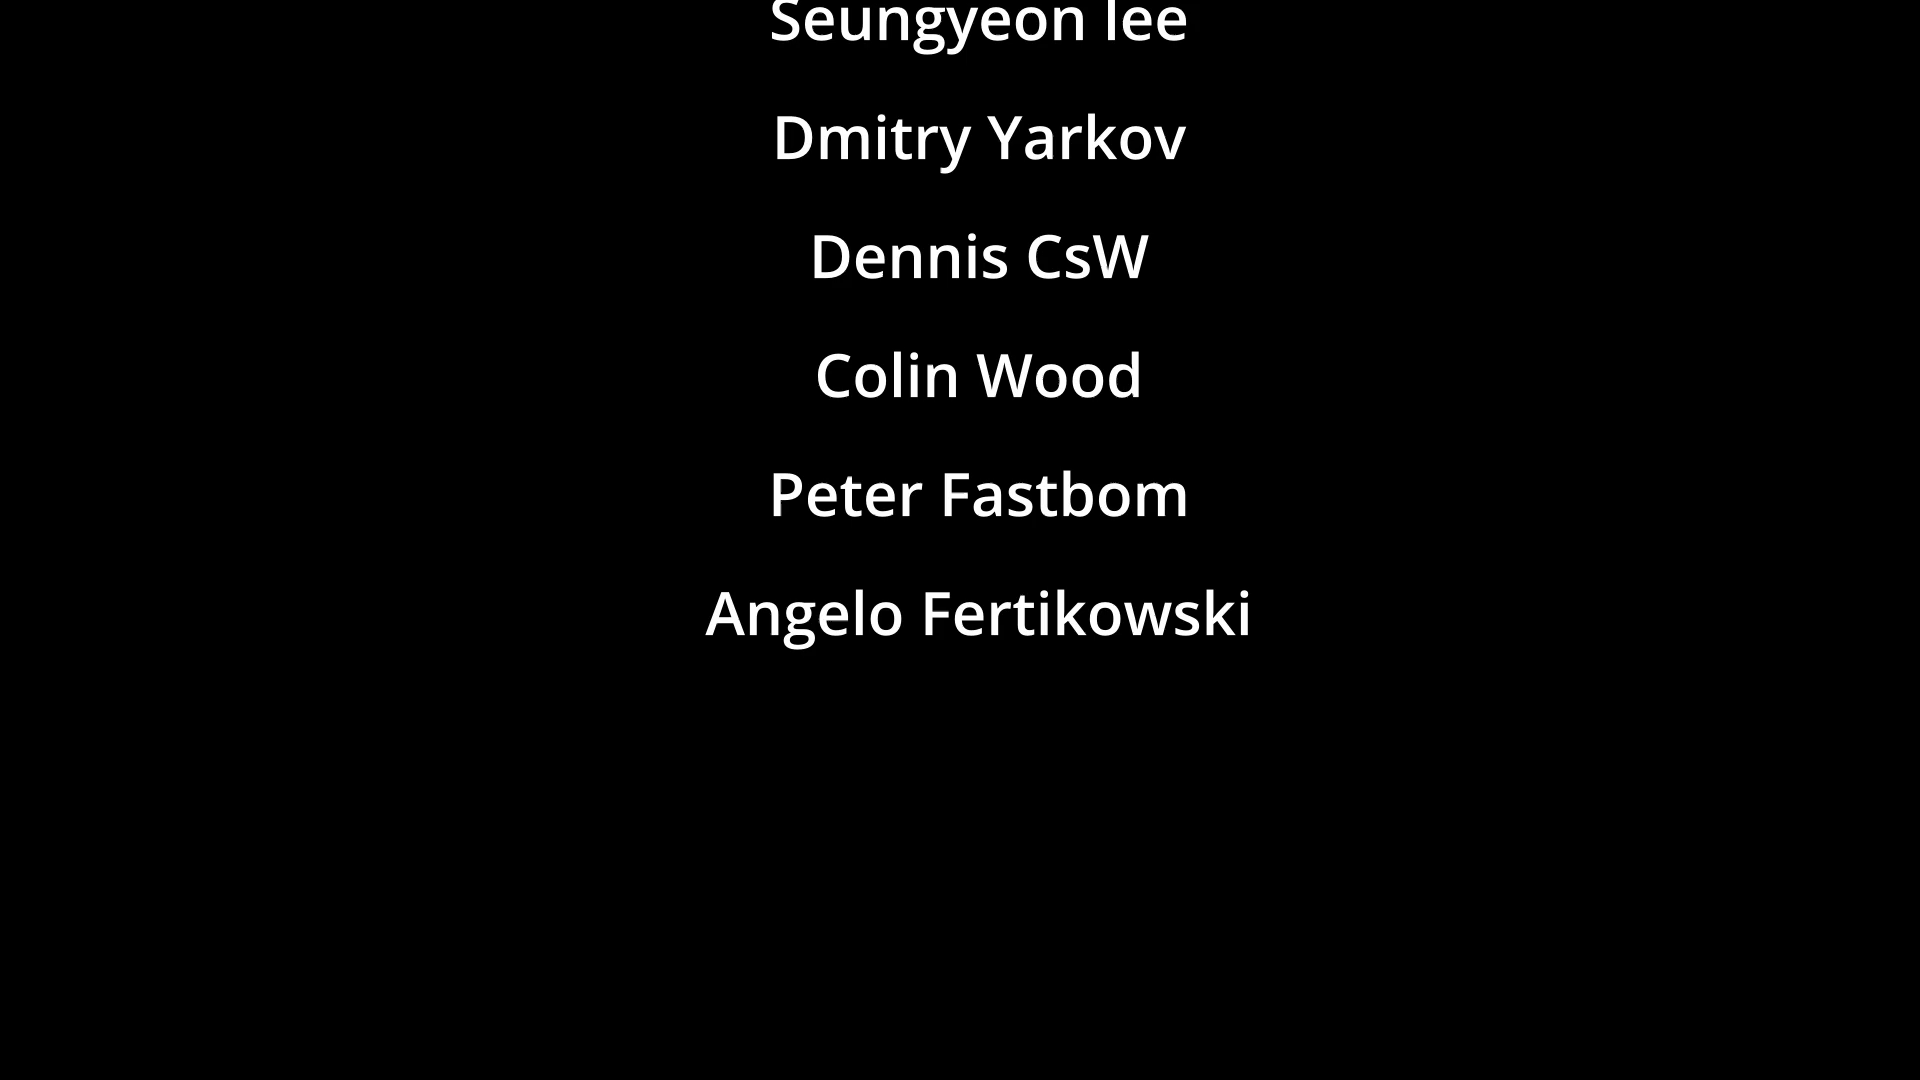 Seungyeon lee
Dmitry Yarkov
Dennis CsW
Colin Wood
Peter Fastbom
Angelo Fertikowski